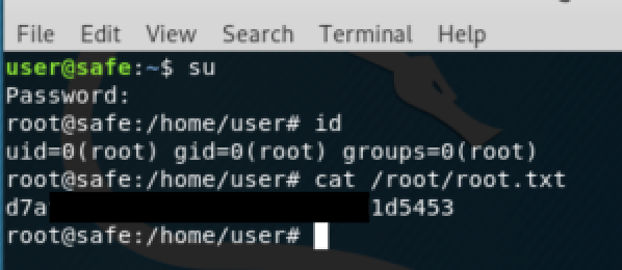 File Edit View Search Terminal Help
user@safe:~$ su
Password:
root@safe:/home/user# id
uid=0(root) gid=0(root) groups=0(root)
root@safe:/home/user# cat /root/root.txt
d7a 1d5453
root@safe:/home/user#